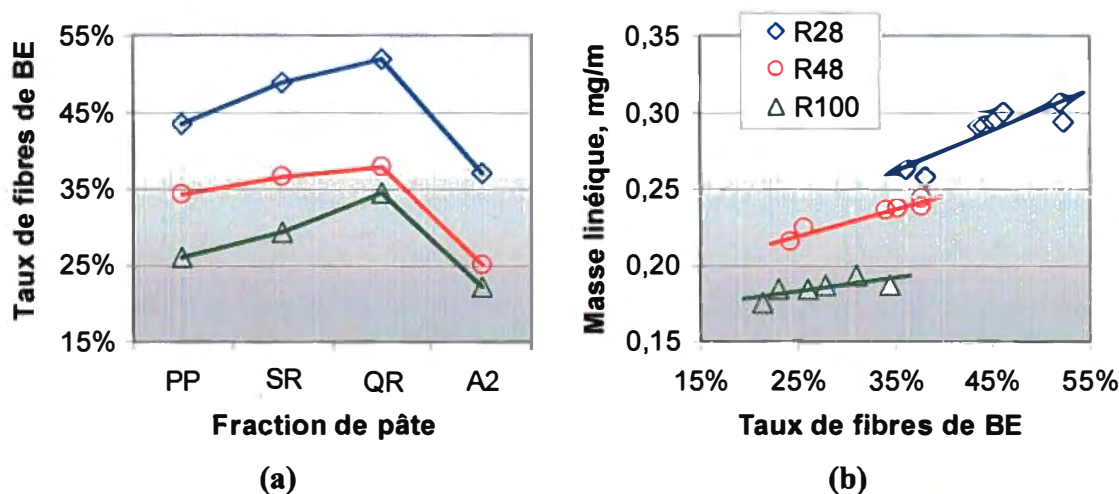 55%
45%
35%
25%
15%
Taux de fibres de BE
PP
SR
QR
A2
Fraction de pâte
(a)
0,35
0,30
0,25
0,20
0,15
Masse linéique, mg/m
R28
R48
R100
15%
25%
35%
45%
55%
Taux de fibres de BE
(b)